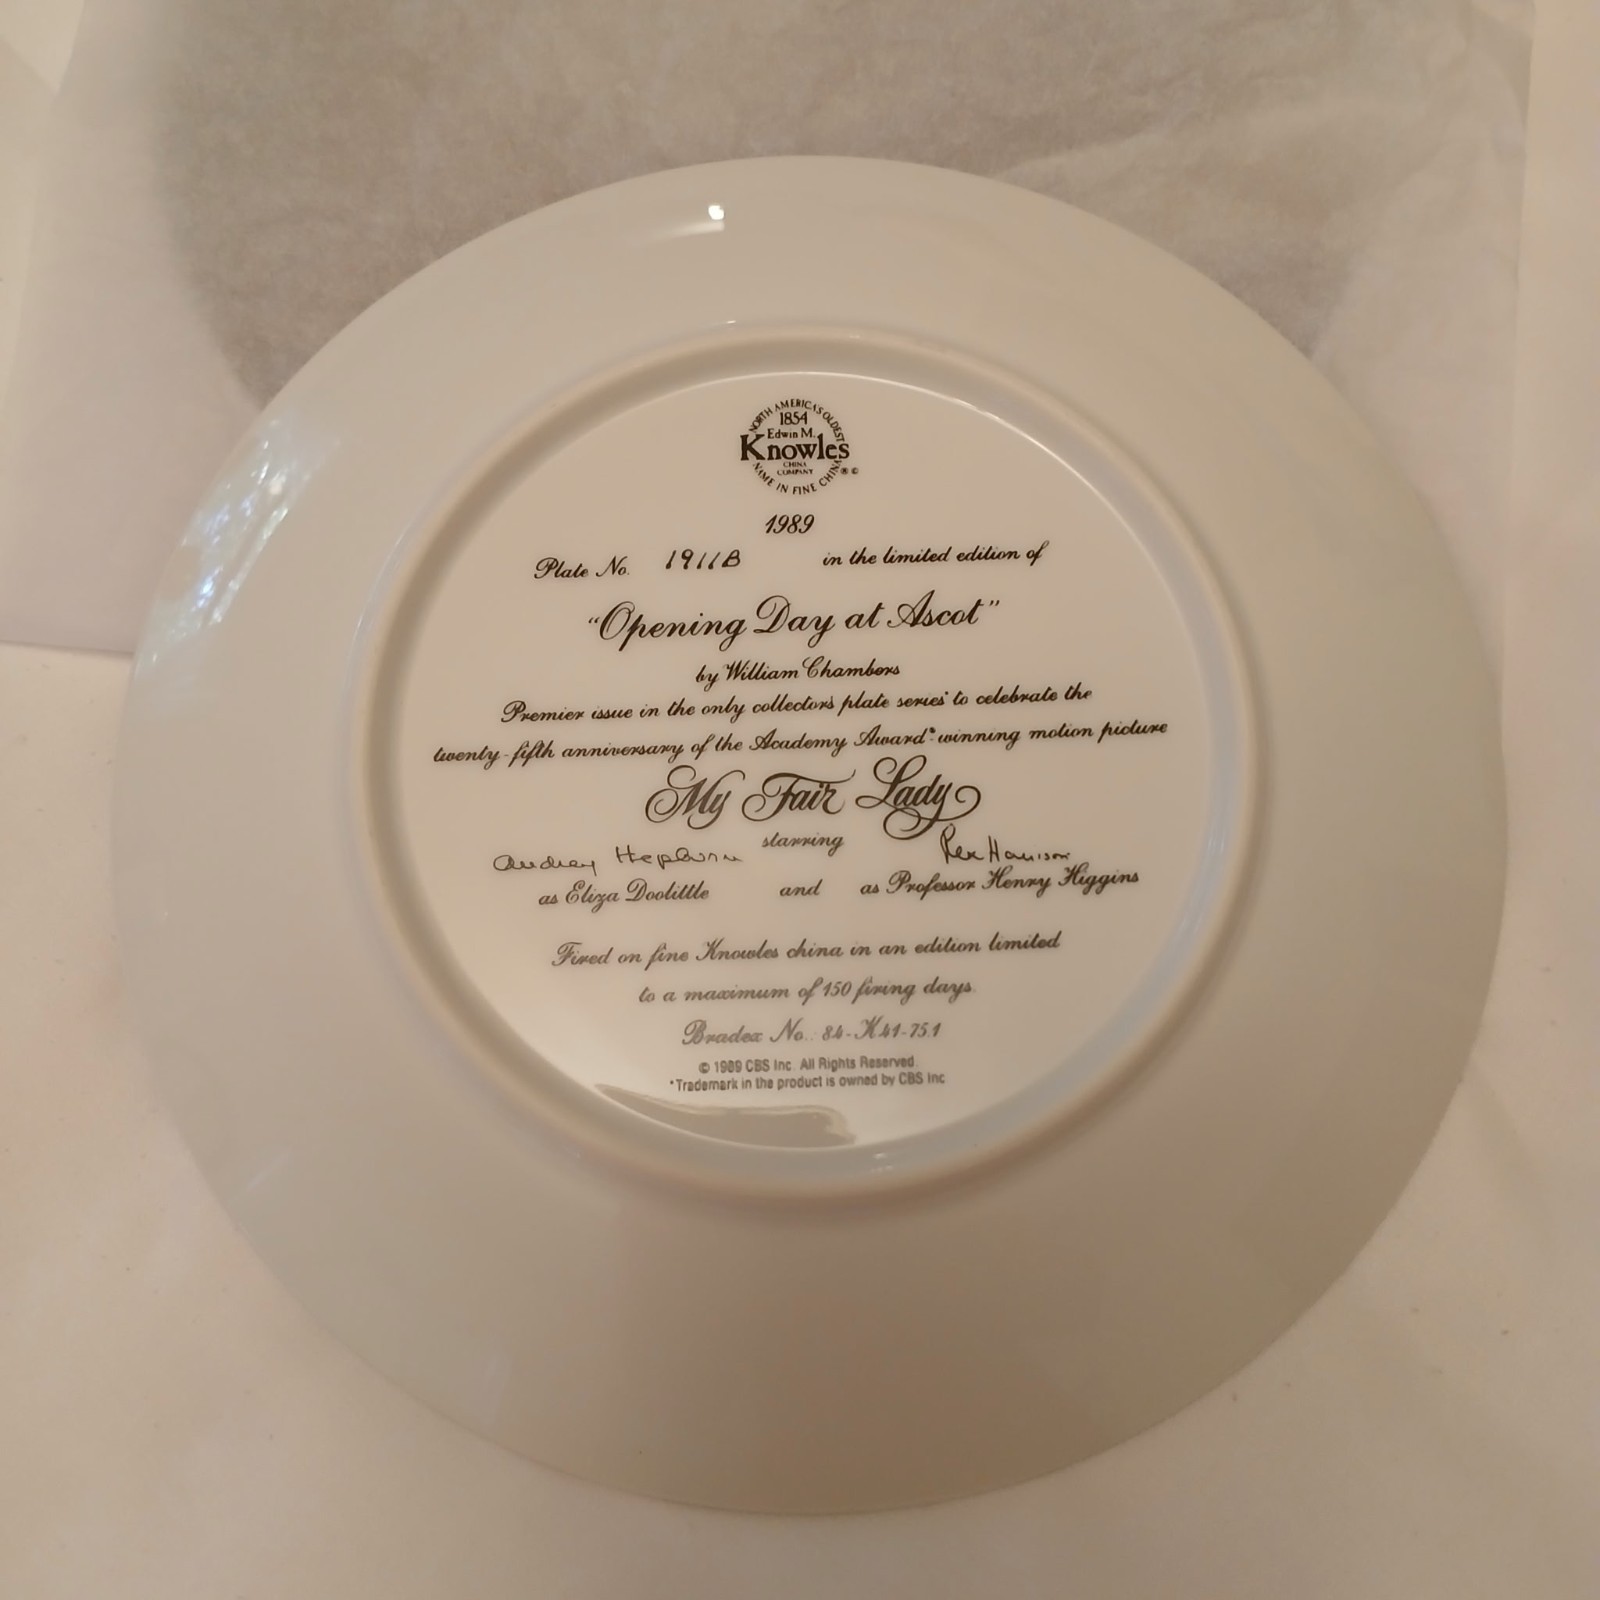 NORTH AMERICA'S OLDEST
1854
Edwin M.
Knowles
CHINA
COMPANY
NAME IN FINE CHINA
®©
1989
Plate No. 1911B in the limited edition of
"Opening Day at Ascot"
by William Chambers
Premier issue in the only collector's plate series* to celebrate the
twenty-fifth anniversary of the Academy Award®-winning motion picture
My Fair Lady
starring
Audrey Hepburn Rex Harrison
as Eliza Doolittle and as Professor Henry Higgins
Fired on fine Knowles china in an edition limited
to a maximum of 150 firing days.
Bradex No.: 84-K41-75.1
© 1989 CBS Inc. All Rights Reserved.
*Trademark in the product is owned by CBS Inc